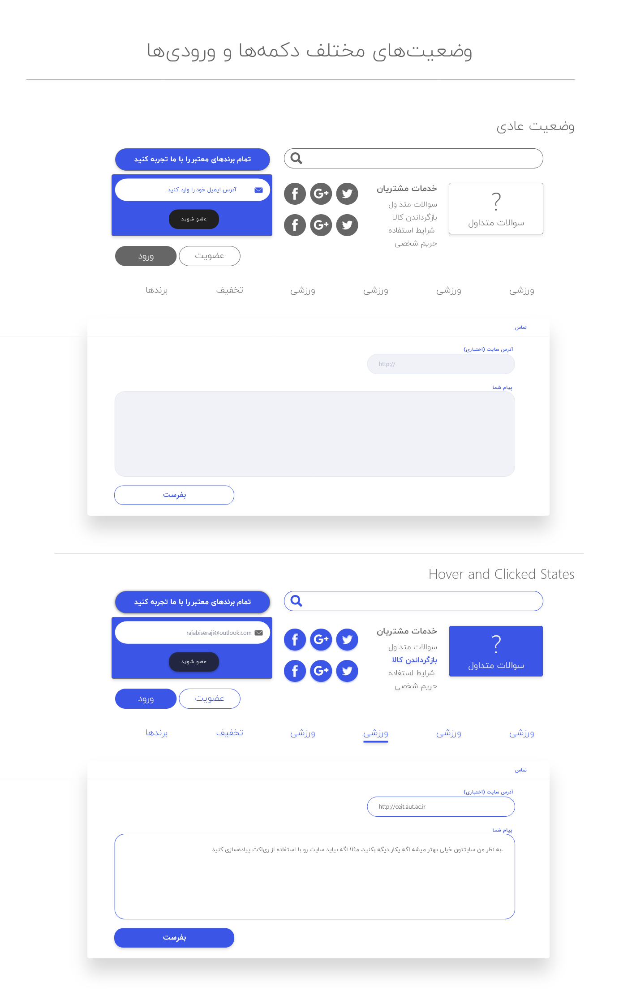 وضعیت‌های مختلف دکمه‌ها و ورودی‌ها
وضعیت عادی
تمام برندهای معتبر را با ما تجربه کنید
آدرس ایمیل خود را وارد کنید
عضو شوید
خدمات مشتریان
سوالات متداول
بازگرداندن کالا
شرایط استفاده
حریم شخصی
?
سوالات متداول
عضویت
ورود
ورزشی
ورزشی
ورزشی
ورزشی
تخفیف
برندها
تماس
آدرس سایت (اختیاری)
http://
پیام شما
بفرست
Hover and Clicked States
تمام برندهای معتبر را با ما تجربه کنید
rajabiseraji@outlook.com
عضو شوید
خدمات مشتریان
سوالات متداول
بازگرداندن کالا
شرایط استفاده
حریم شخصی
?
سوالات متداول
عضویت
ورود
ورزشی
ورزشی
ورزشی
ورزشی
تخفیف
برندها
تماس
آدرس سایت (اختیاری)
http://ceit.aut.ac.ir
پیام شما
.به نظر من سایتتون خیلی بهتر میشه اگه یکار دیگه بکنید. مثلا اگه بیاید سایت رو با استفاده از ری‌اکت پیاده‌سازی کنید
بفرست